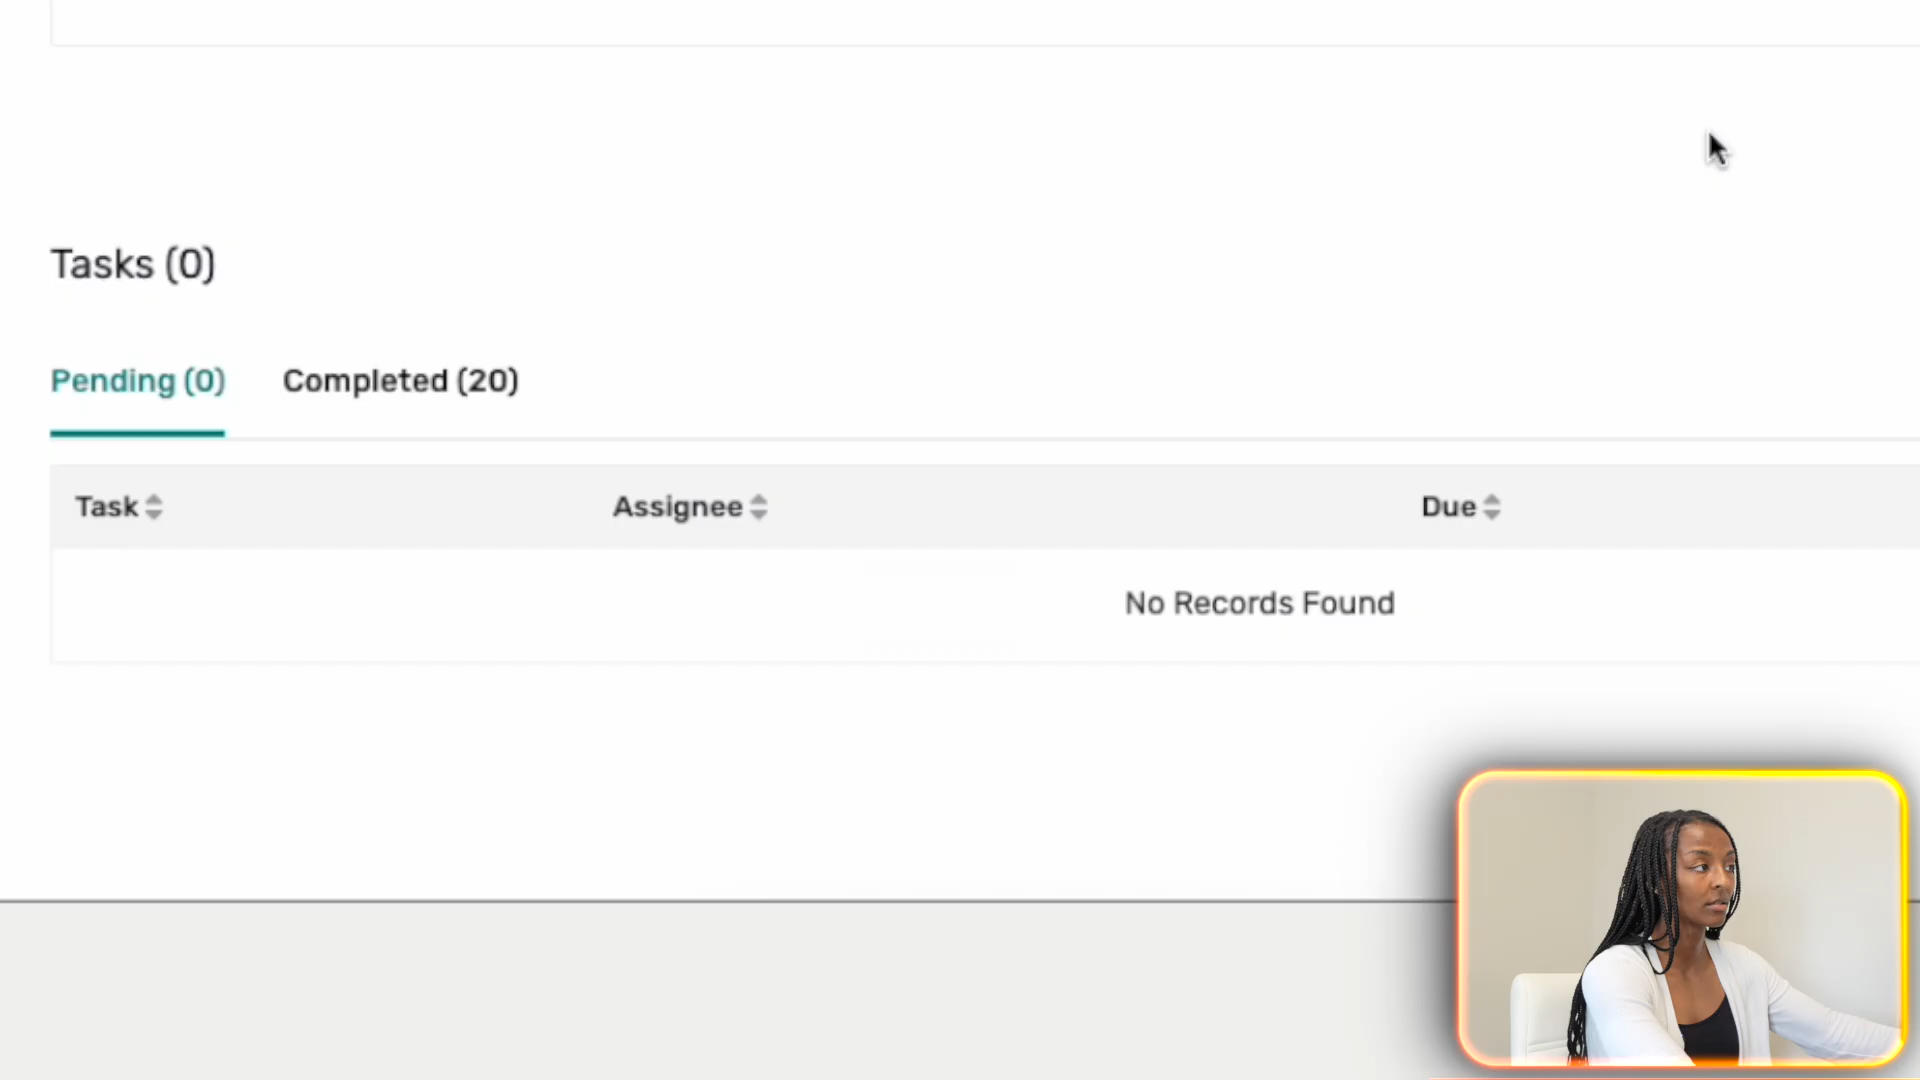 Tasks (0)
Pending (0) Completed (20)
Task Assignee Due
No Records Found